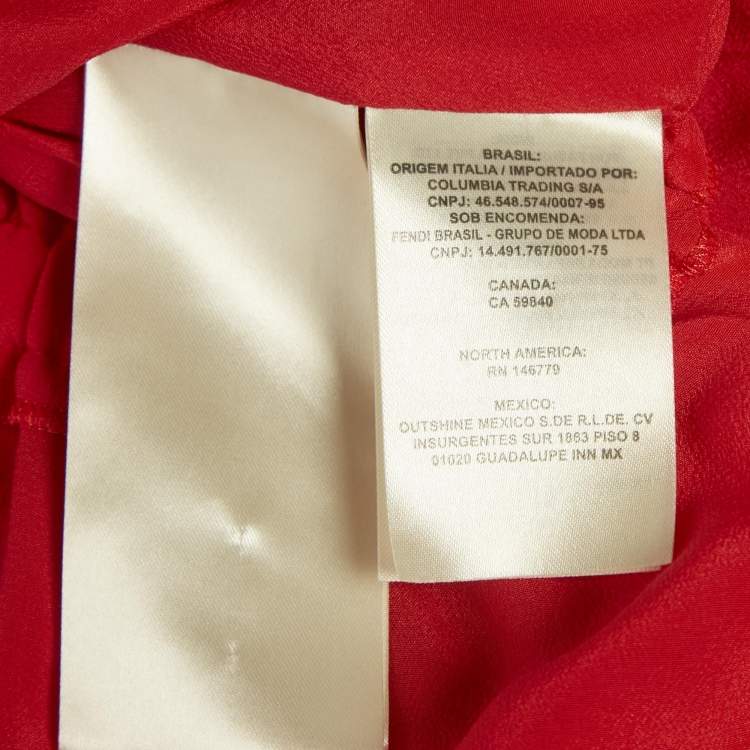 BRASIL:
ORIGEM ITALIA / IMPORTADO POR:
COLUMBIA TRADING S/A
CNPJ: 46.548.574/0007-95
SOB ENCOMENDA:
FENDI BRASIL - GRUPO DE MODA LTDA
CNPJ: 14.491.767/0001-75
CANADA:
CA 59840
NORTH AMERICA:
RN 146779
MEXICO:
OUTSHINE MEXICO S.DE R.L.DE. CV
INSURGENTES SUR 1863 PISO 8
01020 GUADALUPE INN MX